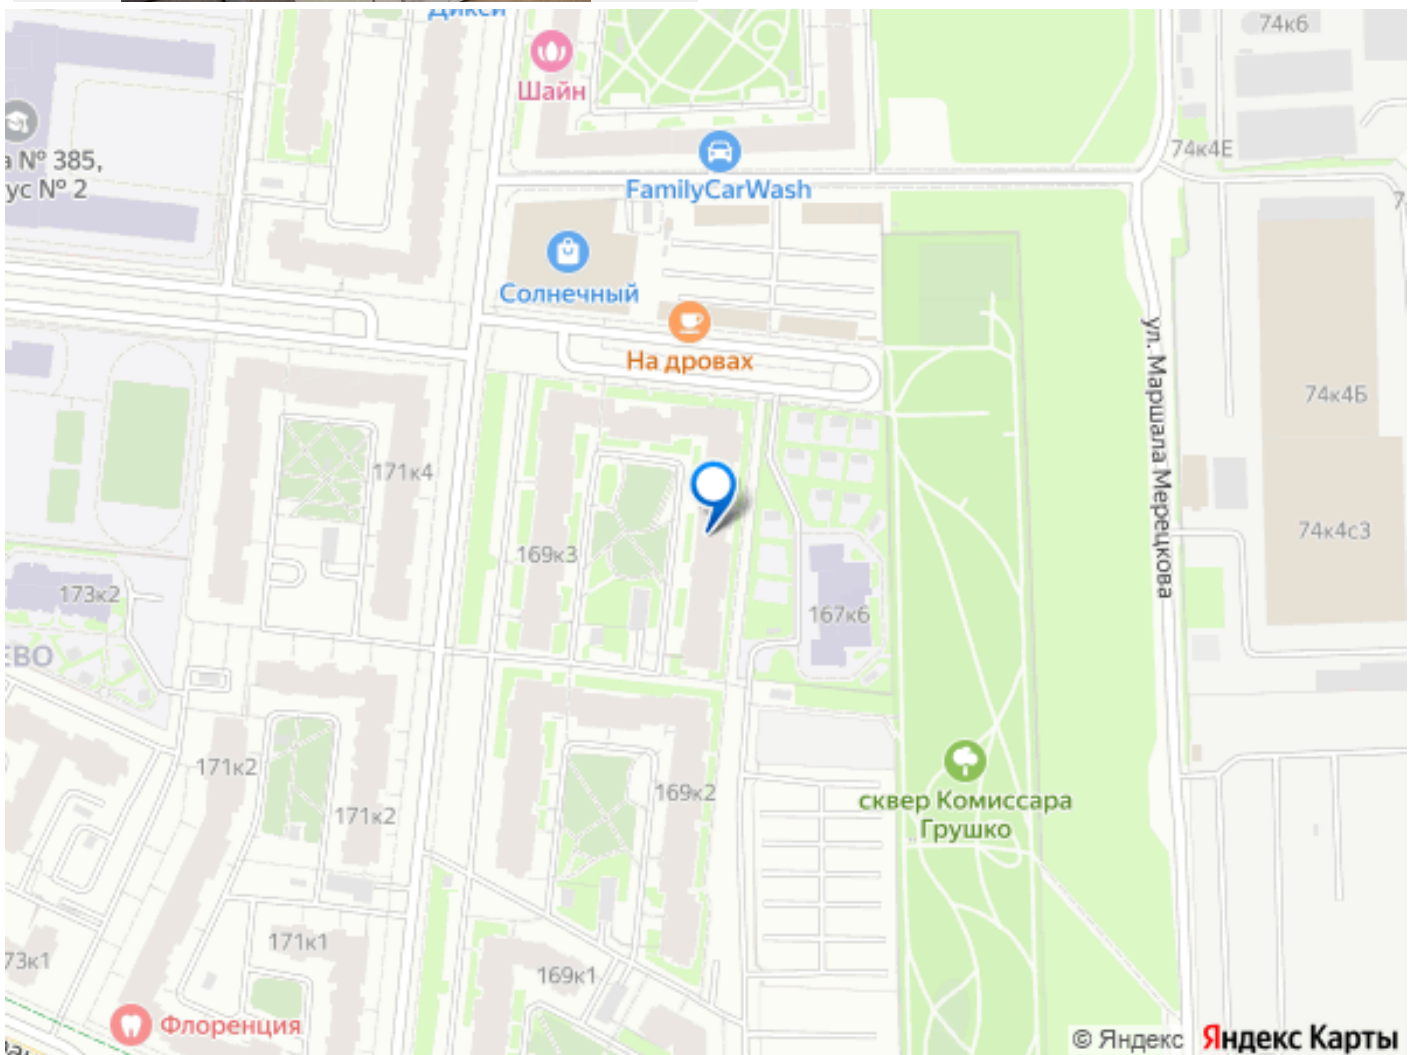 Дикси
74к6
Шайн
№ 385,
ус № 2
FamilyCarWash
74к4Е
Солнечный
На дровах
ул. Маршала Мерецкова
74к4Б
171к4
74к4с3
169к3
173к2
167к6
ЕВО
171к2
169к2
171к2
сквер Комиссара
Грушко
171к1
73к1
169к1
Флоренция
© Яндекс Яндекс Карты